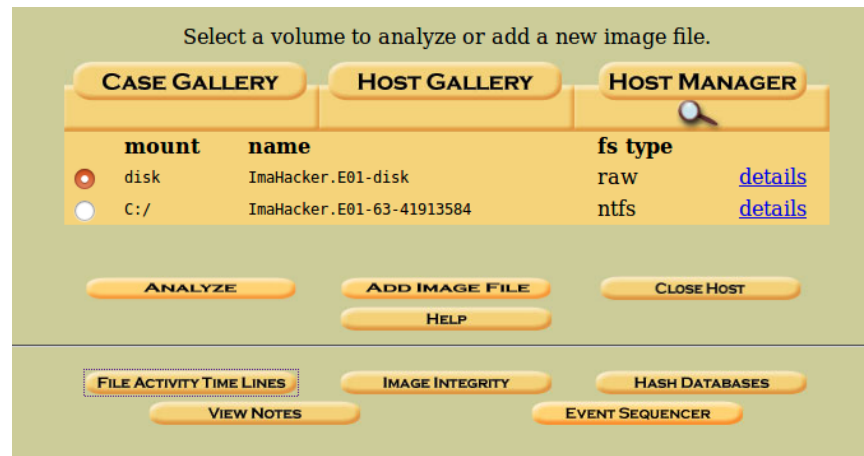 Select a volume to analyze or add a new image file.
CASE GALLERY HOST GALLERY HOST MANAGER
mount name fs type
disk ImaHacker.E01-disk raw details
C:/ ImaHacker.E01-63-41913584 ntfs details
ANALYZE ADD IMAGE FILE CLOSE HOST
HELP
FILE ACTIVITY TIME LINES IMAGE INTEGRITY HASH DATABASES
VIEW NOTES EVENT SEQUENCER